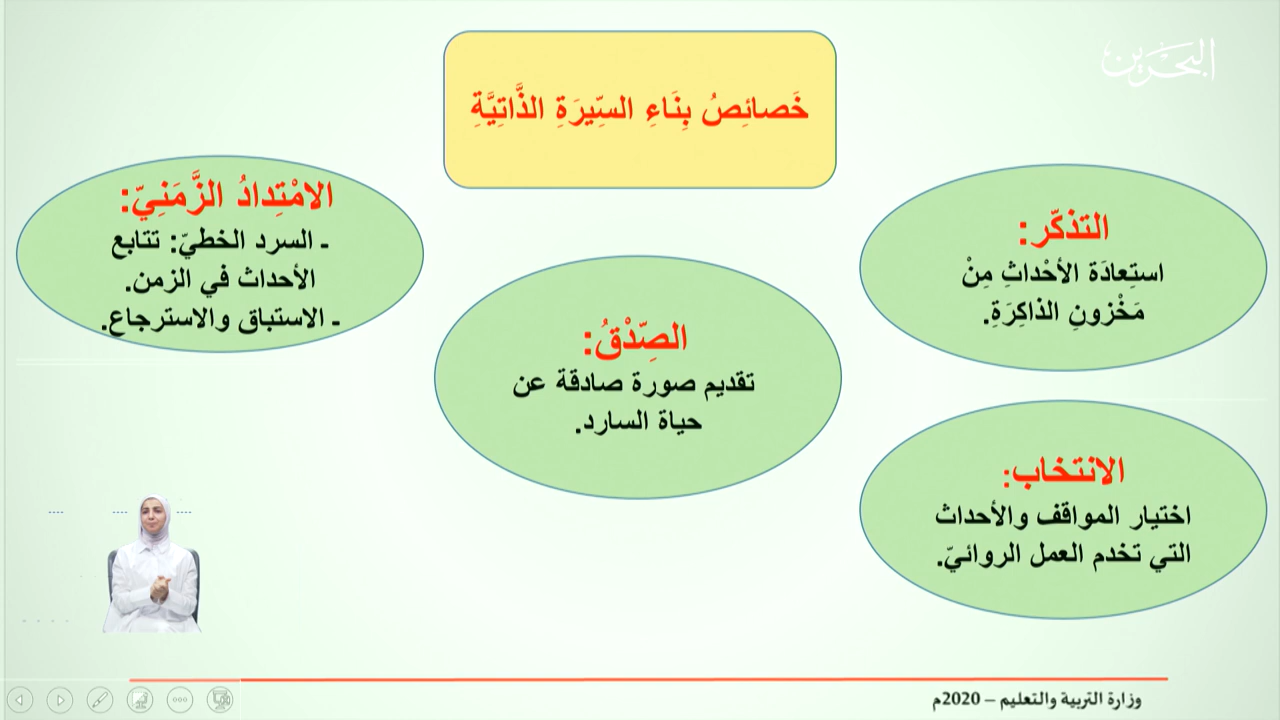 البحرين
خَصائِصُ بِنَاءِ السِّيرَةِ الذَّاتِيَّةِ
التذكّر:
استِعادَة الأحْداثِ مِنْ
مَخْزونِ الذاكِرَةِ.
الانتخاب:
اختيار المواقف والأحداث
التي تخدم العمل الروائيّ.
الصِّدْقُ:
تقديم صورة صادقة عن
حياة السارد.
الامْتِدادُ الزَّمَنِيّ:
ـ السرد الخطيّ: تتابع
الأحداث في الزمن.
ـ الاستباق والاسترجاع.
وزارة التربية والتعليم – 2020م